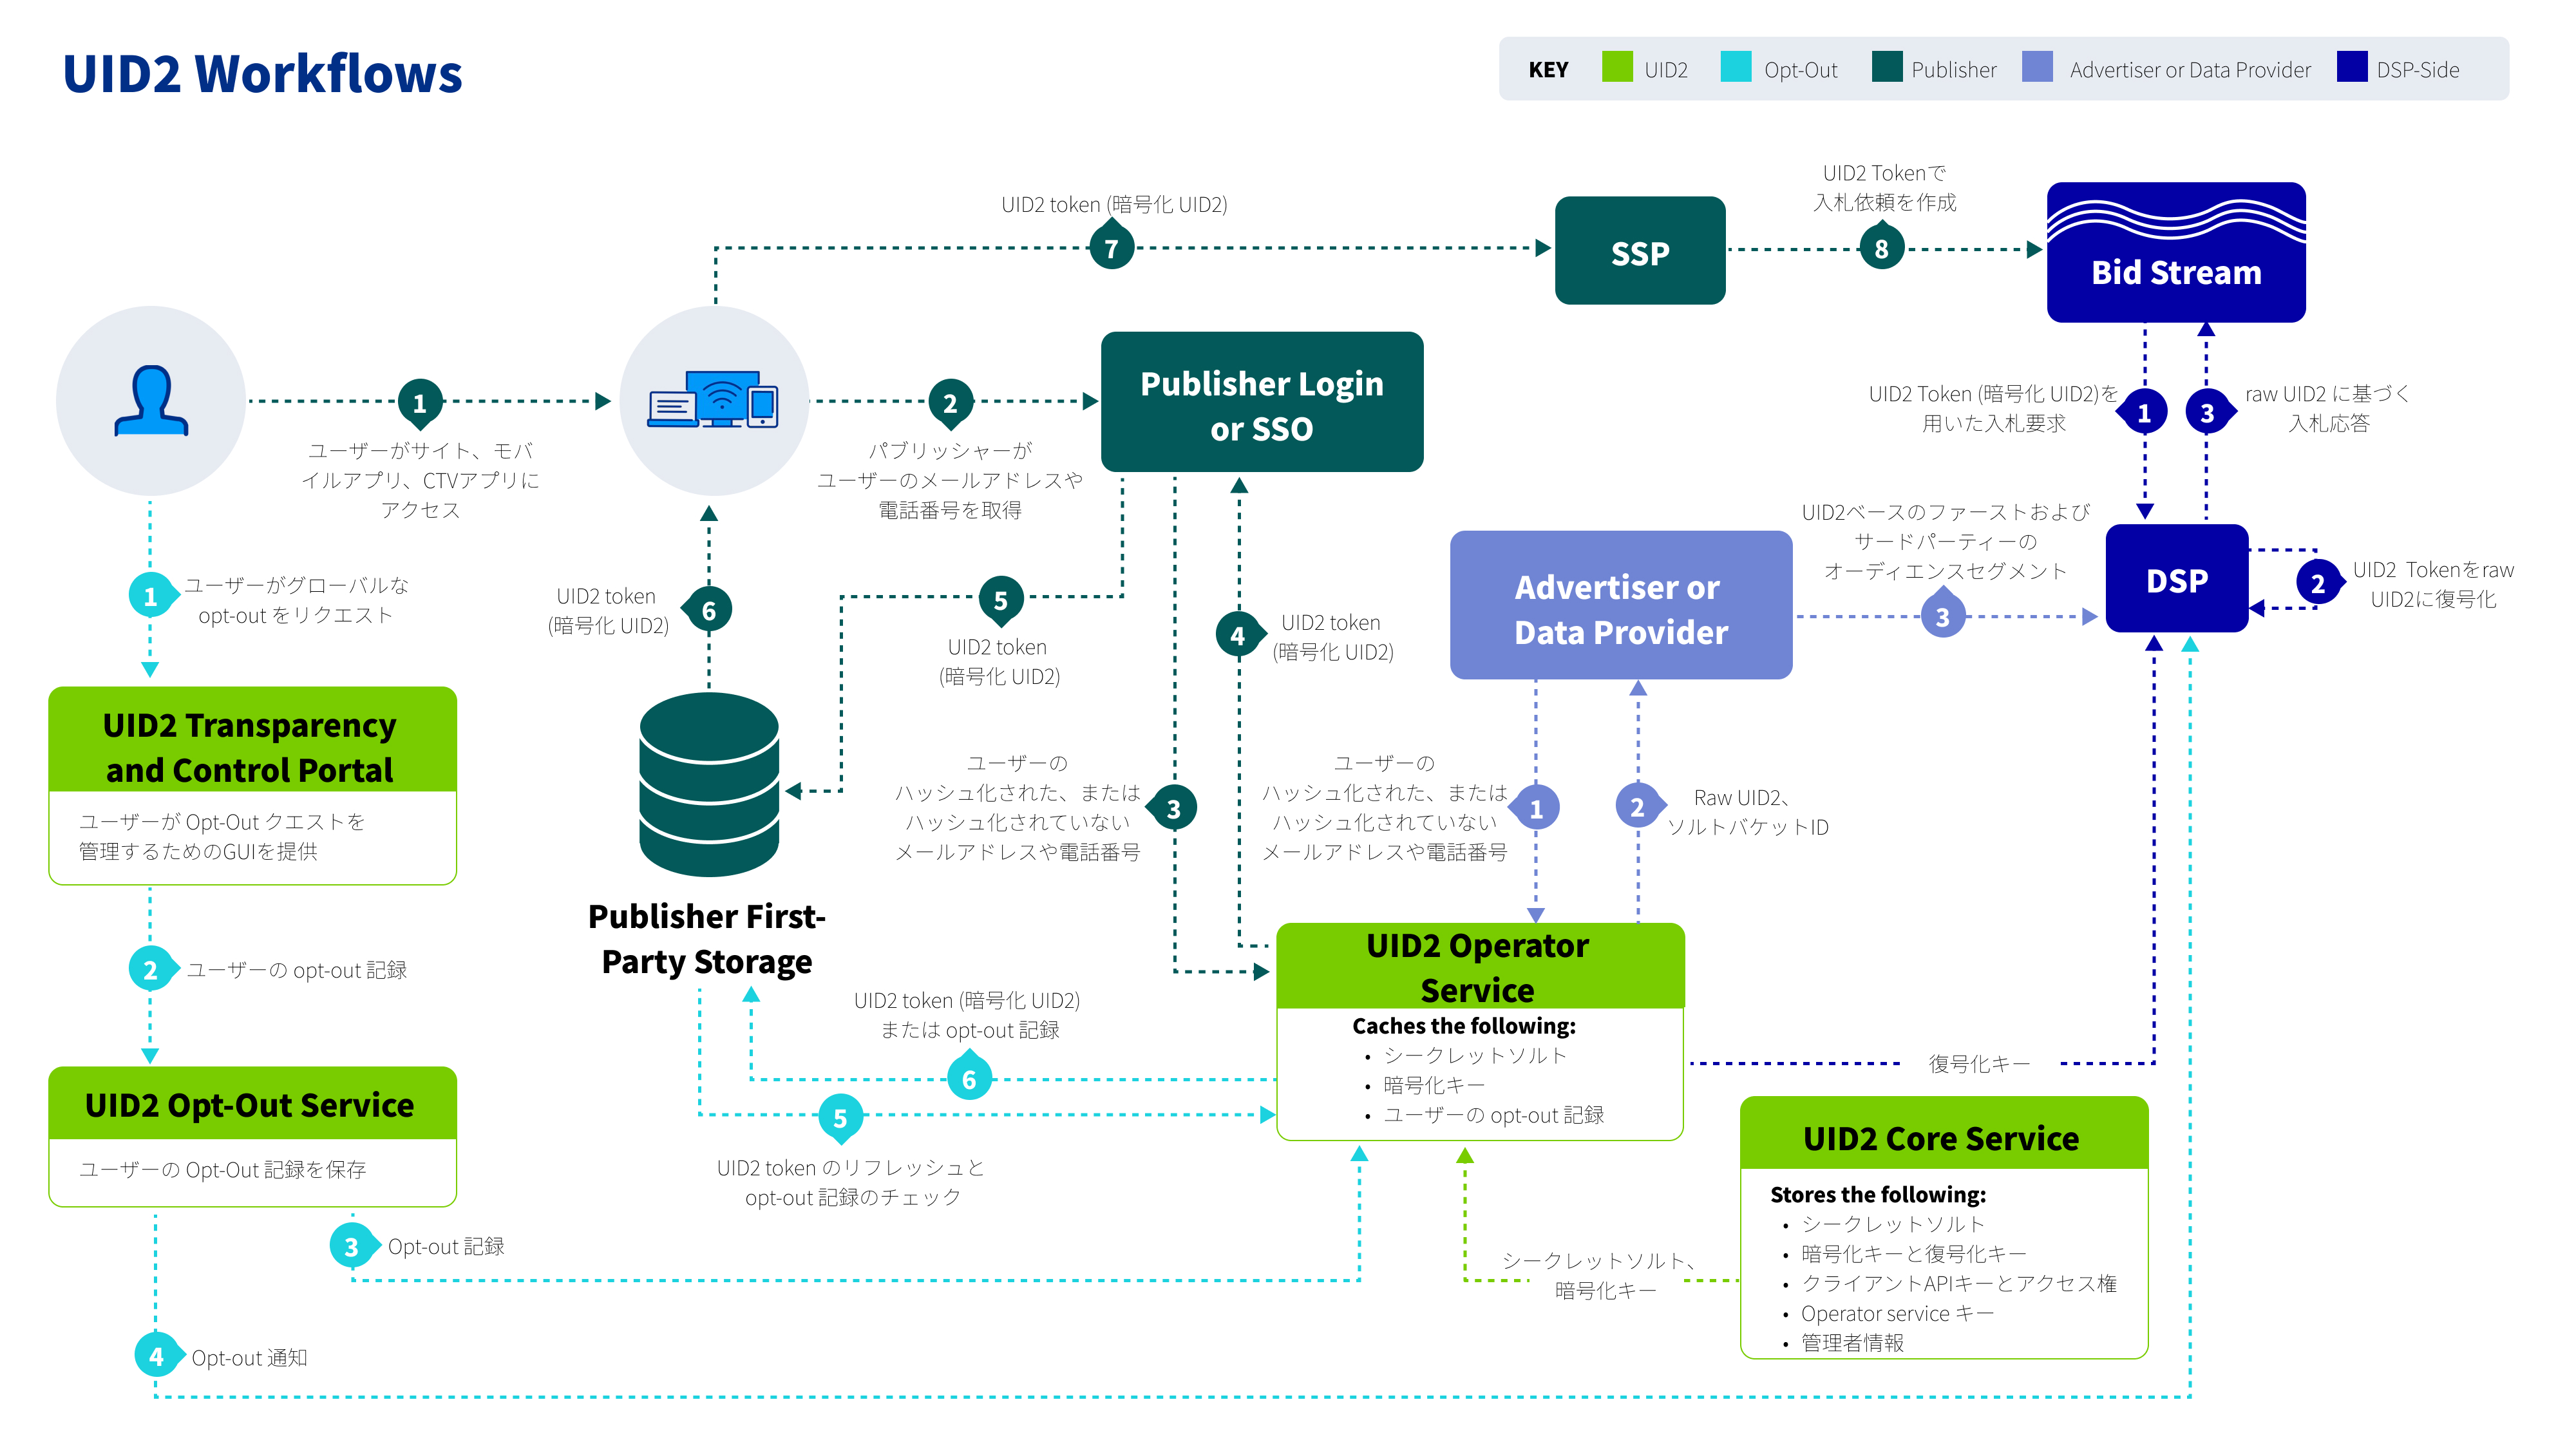 UID2 Workflows
KEY
UID2
Opt-Out
Publisher
Advertiser or Data Provider
DSP-Side
UID2 token (暗号化 UID2)
7
SSP
UID2 Tokenで
入札依頼を作成
8
Bid Stream
1
ユーザーがサイト、モバ
イルアプリ、CTVアプリに
アクセス
2
パブリッシャーが
ユーザーのメールアドレスや
電話番号を取得
Publisher Login
or SSO
UID2 Token (暗号化 UID2)を
用いた入札要求
1
3
raw UID2 に基づく
入札応答
1
ユーザーがグローバルな
opt-out をリクエスト
UID2 token
(暗号化 UID2)
6
5
UID2 token
(暗号化 UID2)
4
UID2 token
(暗号化 UID2)
Advertiser or
Data Provider
UID2ベースのファーストおよび
サードパーティーの
オーディエンスセグメント
3
DSP
2
UID2 Tokenをraw
UID2に復号化
UID2 Transparency
and Control Portal
ユーザーが Opt-Out クエストを
管理するためのGUIを提供
Publisher First-
Party Storage
ユーザーの
ハッシュ化された、または
ハッシュ化されていない
メールアドレスや電話番号
3
ユーザーの
ハッシュ化された、または
ハッシュ化されていない
メールアドレスや電話番号
1
2
Raw UID2、
ソルトバケットID
2
ユーザーの opt-out 記録
UID2 token (暗号化 UID2)
または opt-out 記録
6
5
UID2 token のリフレッシュと
opt-out 記録のチェック
UID2 Operator
Service
Caches the following:
• シークレットソルト
• 暗号化キー
• ユーザーの opt-out 記録
復号化キー
UID2 Opt-Out Service
ユーザーの Opt-Out 記録を保存
3
Opt-out 記録
4
Opt-out 通知
シークレットソルト、
暗号化キー
UID2 Core Service
Stores the following:
• シークレットソルト
• 暗号化キーと復号化キー
• クライアントAPIキーとアクセス権
• Operator service キー
• 管理者情報